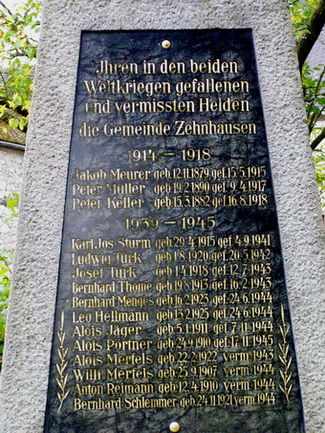 Ihren in den beiden
Weltkriegen gefallenen
und vermissten Helden
die Gemeinde Zehnhausen
1914 – 1918
Jakob Meurer geb. 12.11.1879 gef. 15.5.1915
Peter Müller geb. 19.2.1890 gef. 9.4.1917
Peter Keller geb. 15.3.1882 gef. 16.8.1918
1939 – 1945
Karl Jos. Sturm geb. 29.4.1915 gef. 4.9.1941
Ludwig Türk geb. 1.8.1920 gef. 20.5.1942
Josef Türk geb. 1.4.1918 gef. 12.7.1943
Bernhard Thome geb. 19.8.1913 gef. 16.2.1943
Bernhard Menges geb. 16.2.1923 gef. 24.6.1944
Leo Hellmann geb. 13.2.1925 gef. 24.6.1944
Alois Jäger geb. 5.1.1911 gef. 7.11.1944
Alois Pörtner geb. 24.9.1910 gef. 17.11.1945
Alois Mertels geb. 22.2.1922 verm. 1943
Willi Mertels geb. 25.9.1907 verm. 1944
Anton Reimann geb. 12.4.1910 verm. 1944
Bernhard Schlemmer geb. 24.11.1921 verm. 1944